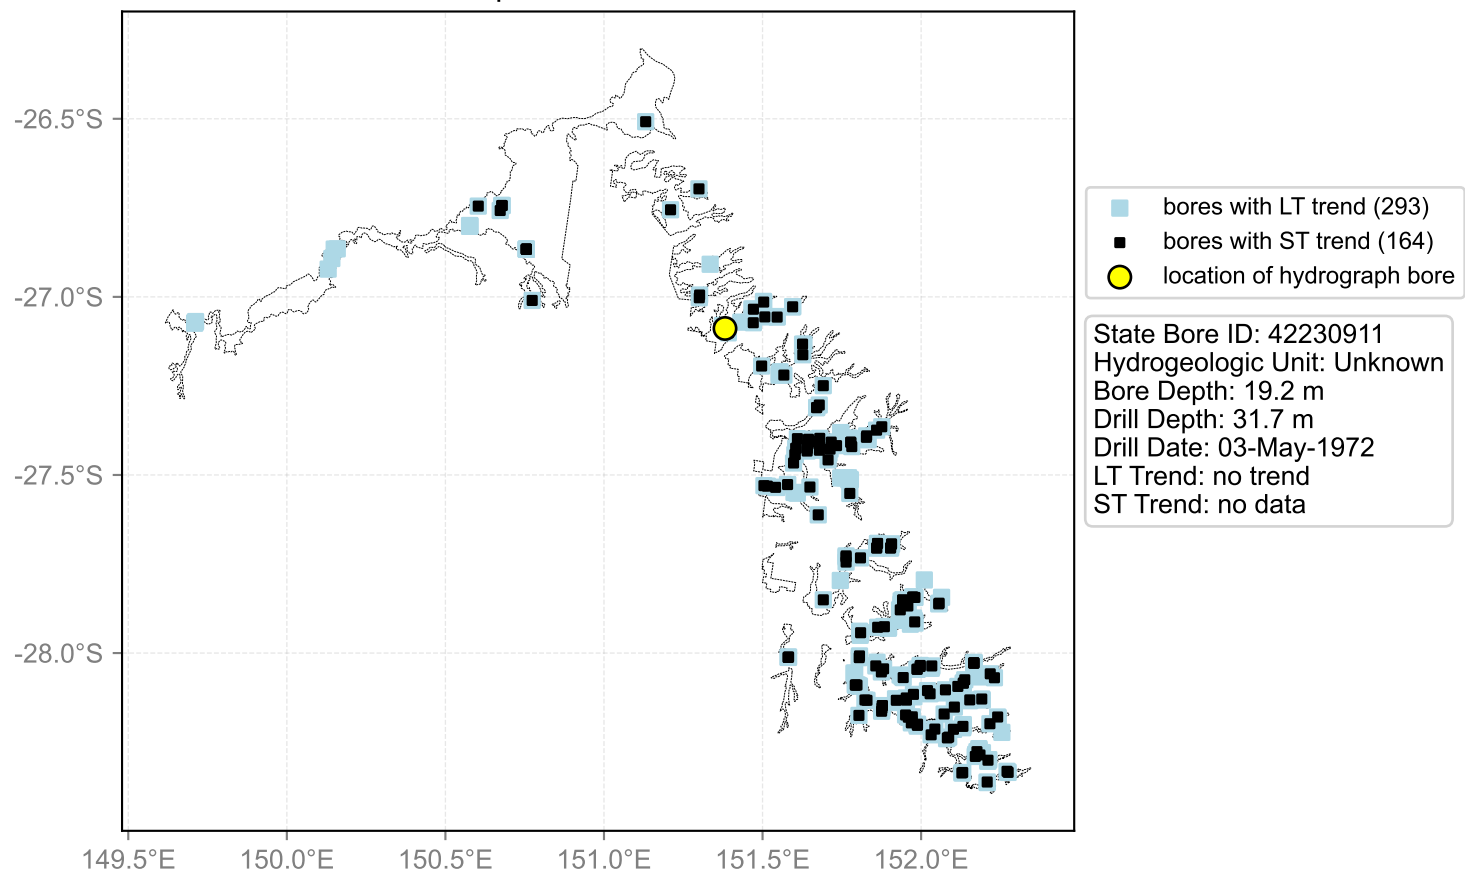 -26.5°S
-27.0°S
-27.5°S
-28.0°S
149.5°E
150.0°E
150.5°E
151.0°E
151.5°E
152.0°E
bores with LT trend (293)
bores with ST trend (164)
location of hydrograph bore
State Bore ID: 42230911
Hydrogeologic Unit: Unknown
Bore Depth: 19.2 m
Drill Depth: 31.7 m
Drill Date: 03-May-1972
LT Trend: no trend
ST Trend: no data